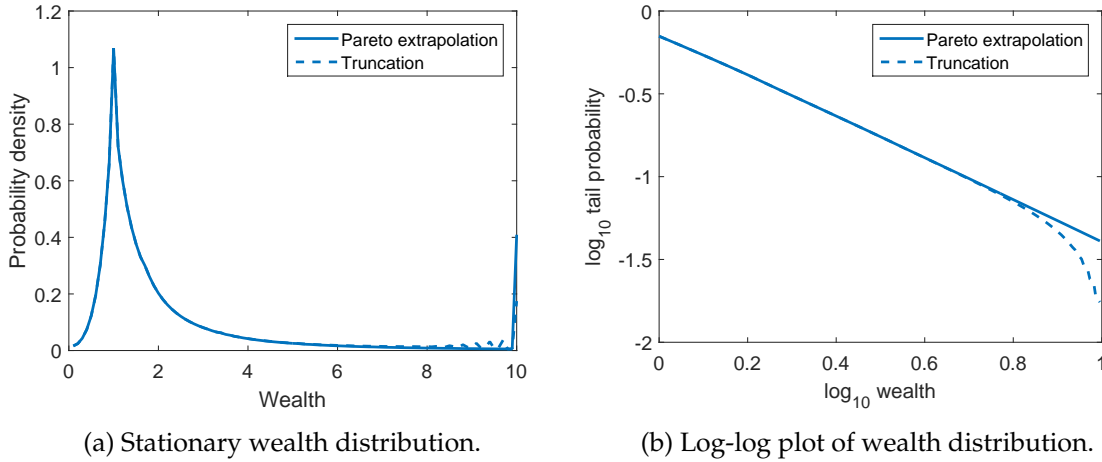 1.2
1
0.8
0.6
0.4
0.2
0
0
2
4
6
8
10
Probability density
Wealth
Pareto extrapolation
Truncation
(a) Stationary wealth distribution.
0
-0.5
-1
-1.5
-2
0
0.2
0.4
0.6
0.8
1
log10 tail probability
log10 wealth
Pareto extrapolation
Truncation
(b) Log-log plot of wealth distribution.